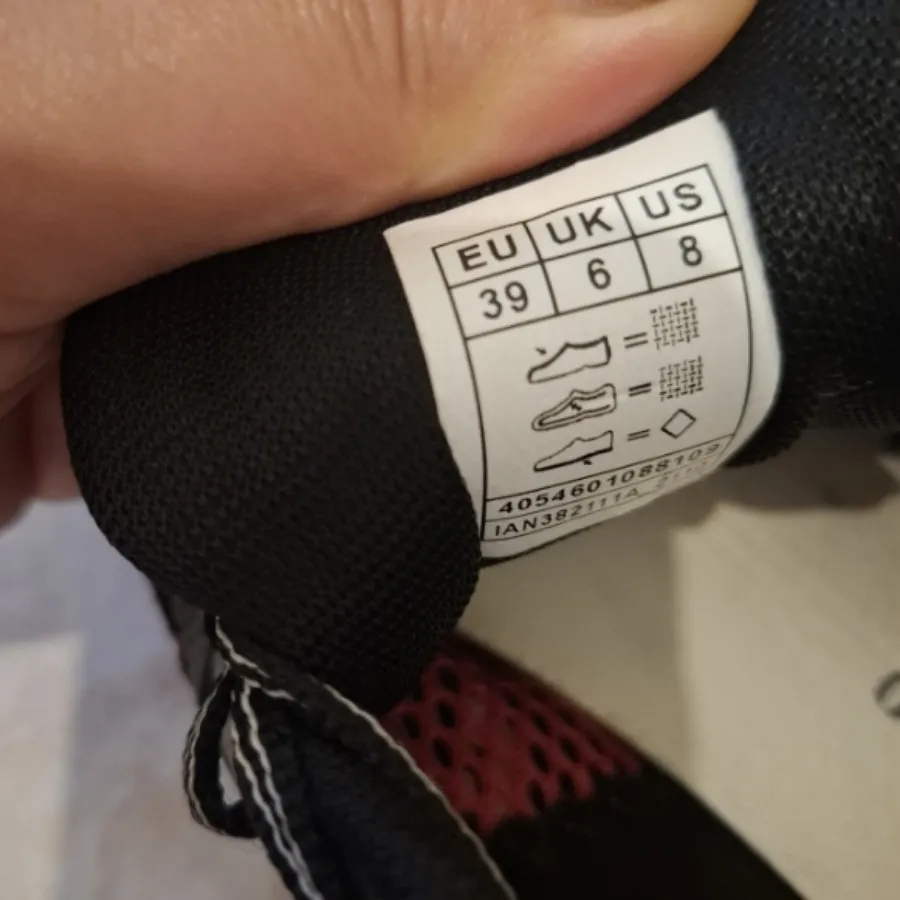 EU UK US
39 6 8
=
=
=
4054601088109
IAN382111A